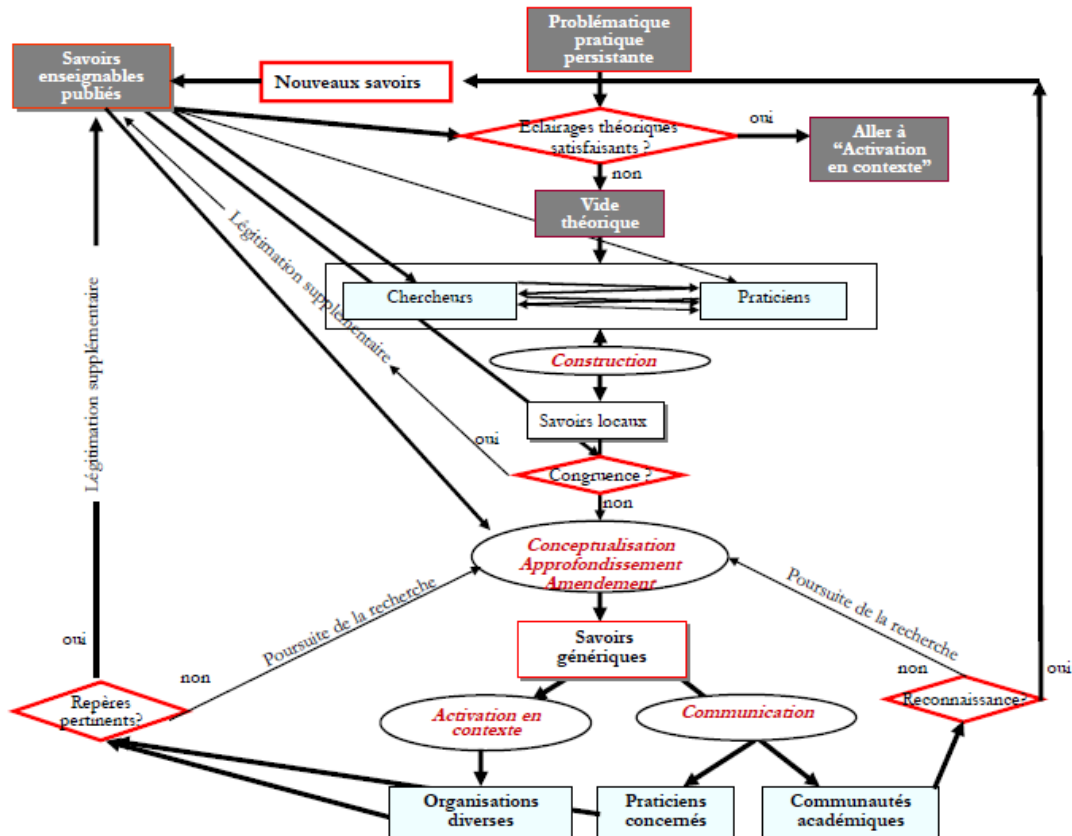 Problématique
pratique
persistante
Savoirs
enseignables
publiés
Nouveaux savoirs
Eclairages théoriques
satisfaisants ?
oui
Aller à
“Activation
en contexte”
non
Vide
théorique
Légitimation supplémentaire
Légitimation supplémentaire
Chercheurs
Praticiens
Construction
Savoirs locaux
oui
Congruence ?
non
Conceptualisation
Approfondissement
Amendement
Poursuite de la recherche
Poursuite de la recherche
oui
non
Savoirs
génériques
non
oui
Repères
pertinents?
Activation en
contexte
Communication
Reconnaissance?
Organisations
diverses
Praticiens
concernés
Communautés
académiques